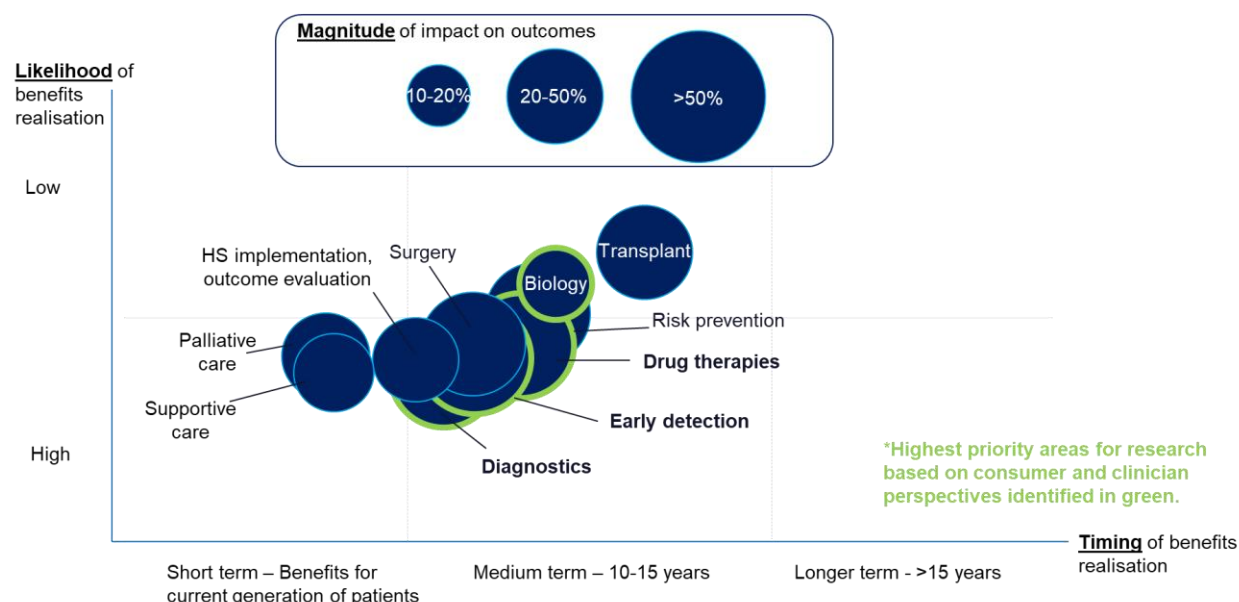 Magnitude of impact on outcomes
10-20%
20-50%
>50%
Likelihood of
benefits
realisation
Low
High
HS implementation,
outcome evaluation
Surgery
Biology
Transplant
Palliative
care
Supportive
care
Risk prevention
Drug therapies
Early detection
Diagnostics
*Highest priority areas for research
based on consumer and clinician
perspectives identified in green.
Timing of benefits
realisation
Short term – Benefits for
current generation of patients
Medium term – 10-15 years
Longer term - >15 years